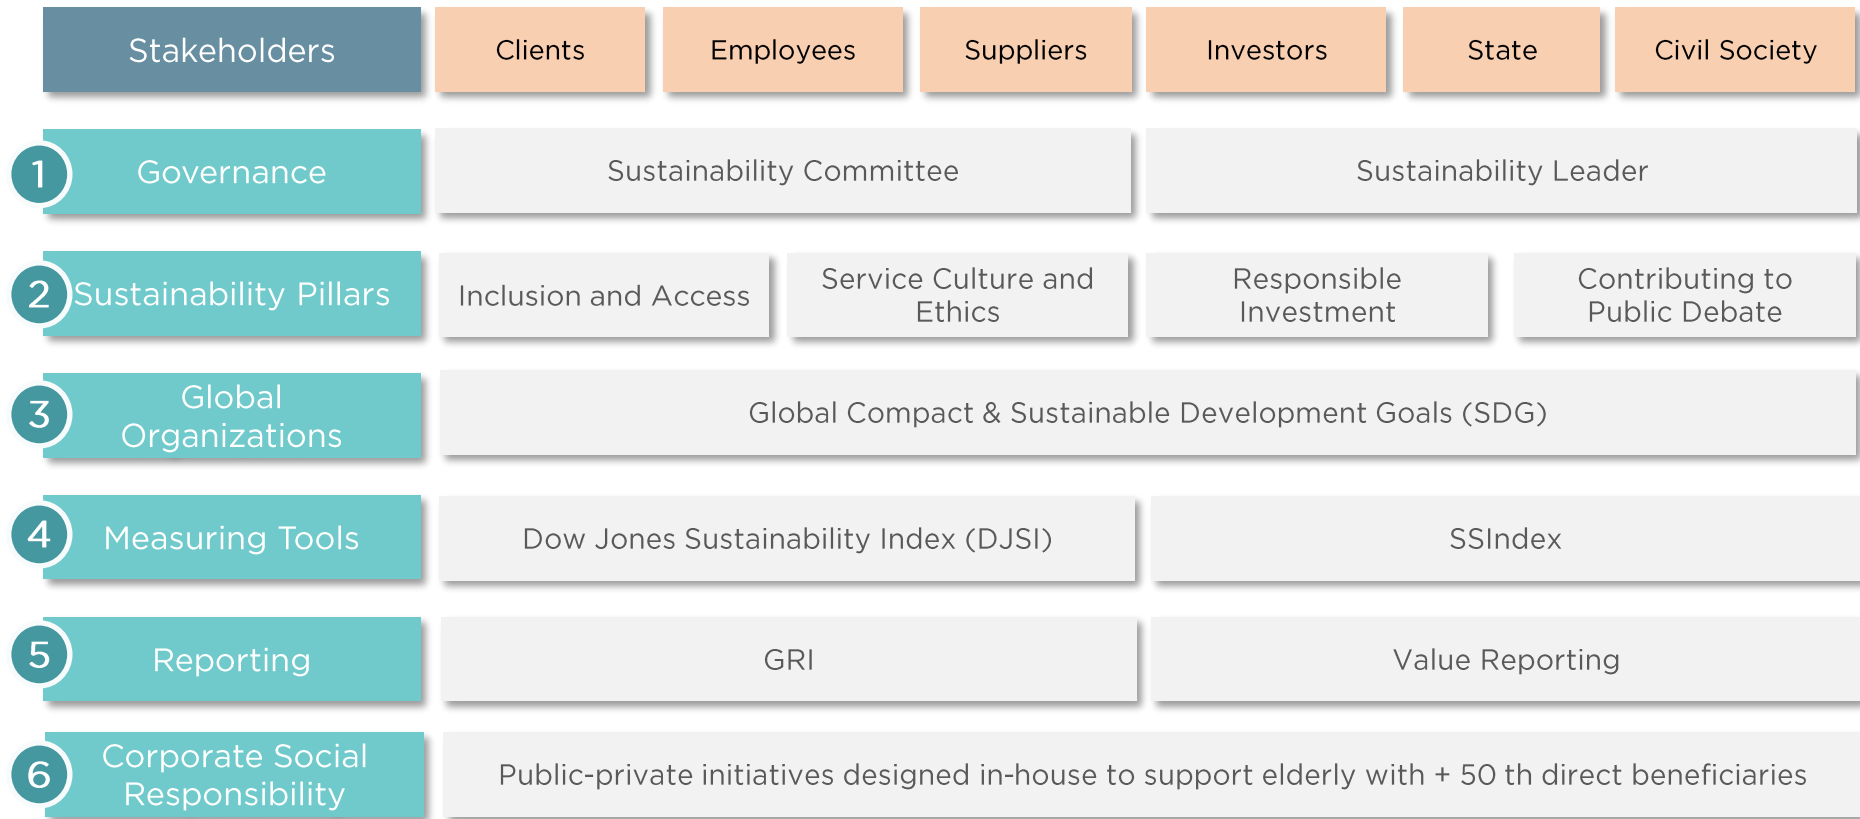 Stakeholders
Clients
Employees
Suppliers
Investors
State
Civil Society
1
Governance
Sustainability Committee
Sustainability Leader
2
Sustainability Pillars
Inclusion and Access
Service Culture and
Ethics
Responsible
Investment
Contributing to
Public Debate
3
Global
Organizations
Global Compact & Sustainable Development Goals (SDG)
4
Measuring Tools
Dow Jones Sustainability Index (DJSI)
SSIndex
5
Reporting
GRI
Value Reporting
6
Corporate Social
Responsibility
Public-private initiatives designed in-house to support elderly with + 50 th direct beneficiaries